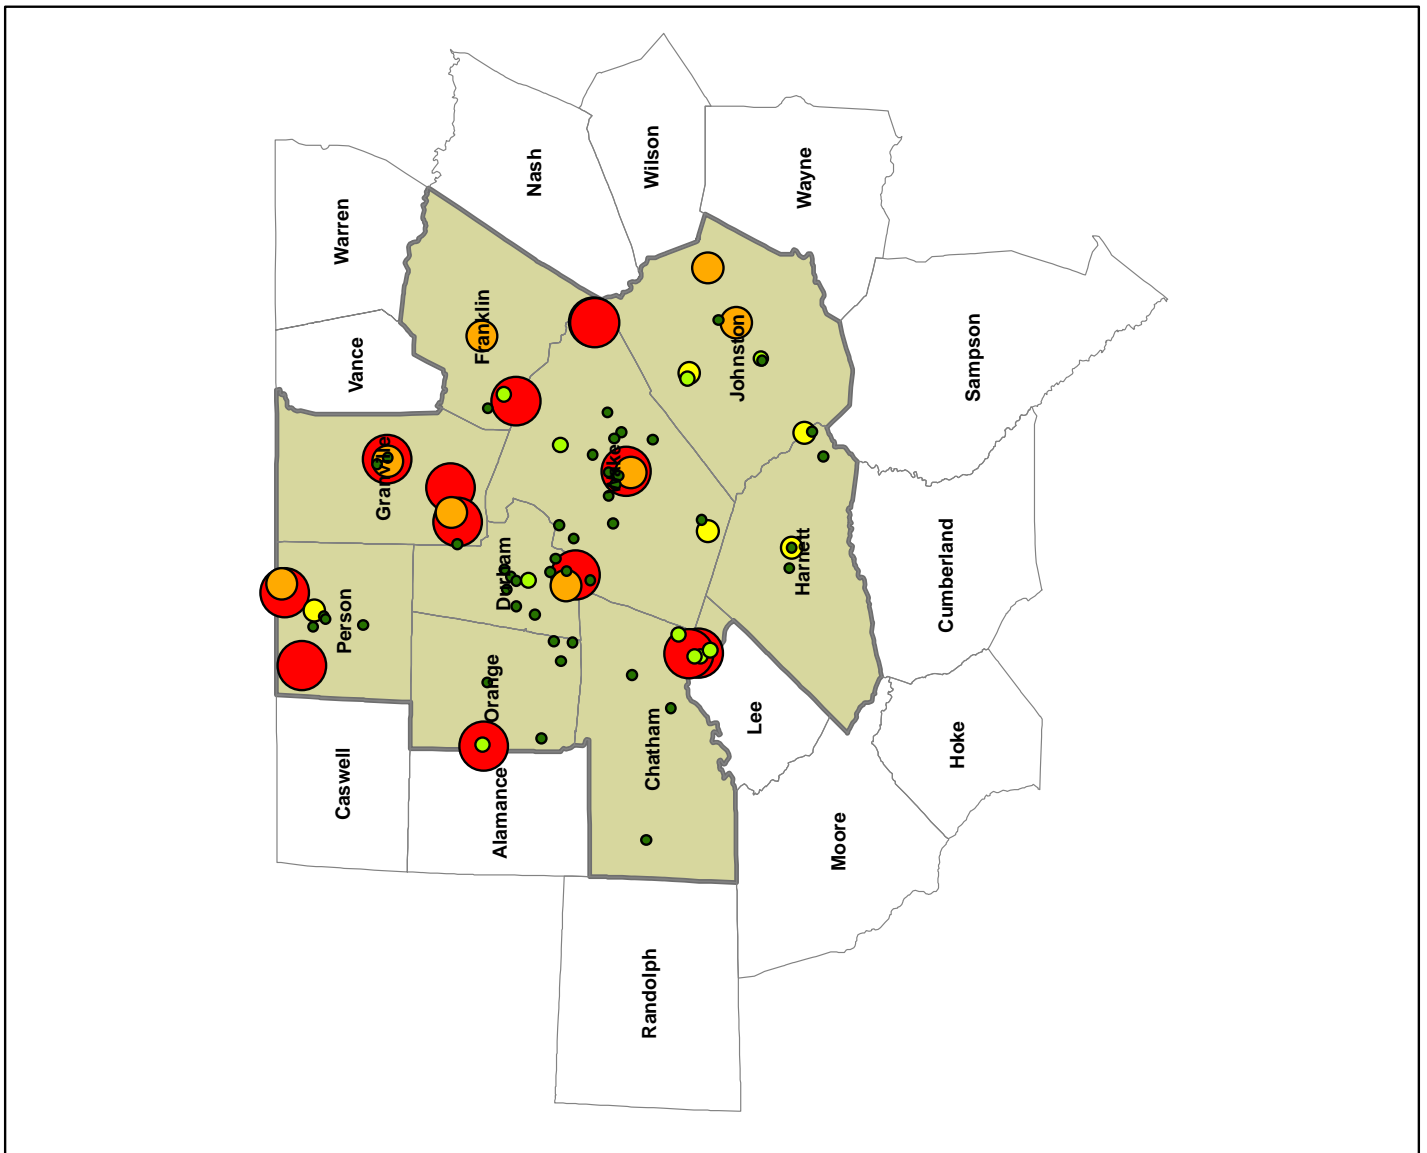 Caswell
Person
Granville
Vance
Warren
Alamance
Orange
Durham
Franklin
Nash
Randolph
Chatham
Wake
Wilson
Lee
Johnston
Wayne
Moore
Harnett
Hoke
Cumberland
Sampson